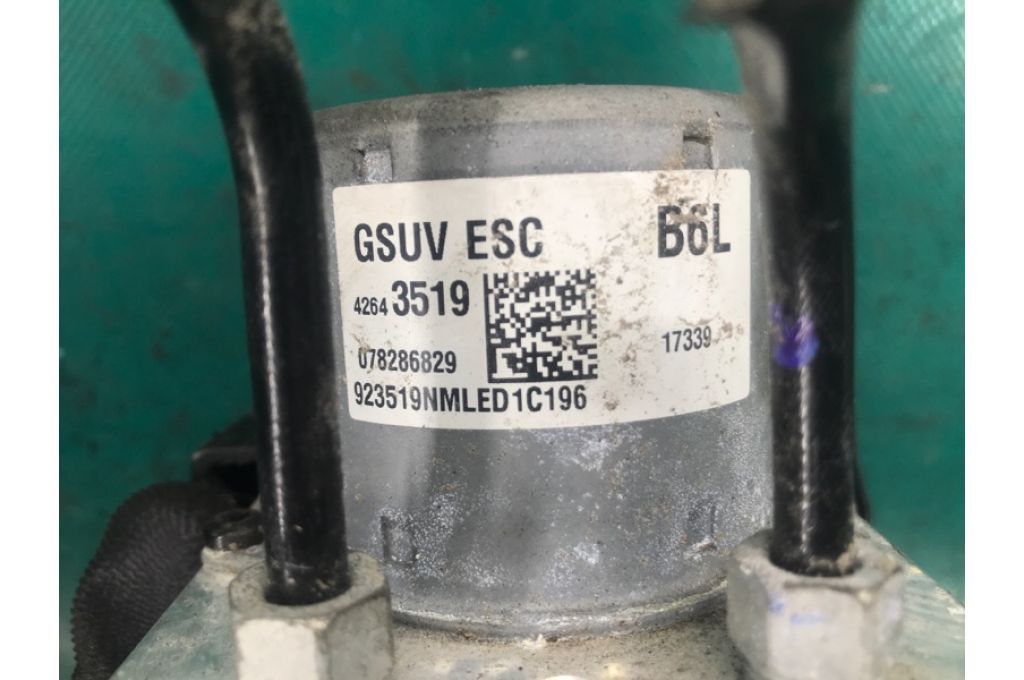 GSUV ESC B6L
4264 3519
17339
078286829
923519NMLED1C196